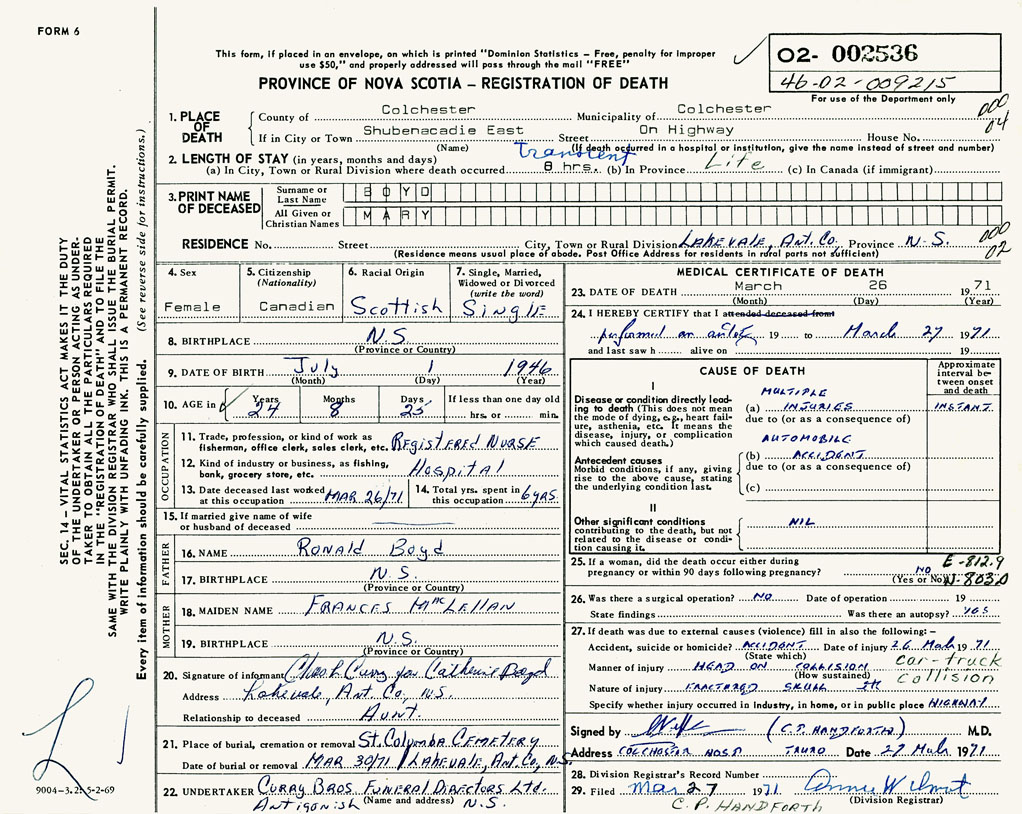 FORM 6
This form, if placed in an envelope, on which is printed "Dominion Statistics – Free, penalty for improper
use $50," and properly addressed will pass through the mail "FREE"
02- 002536
46-02-009215
For use of the Department only
PROVINCE OF NOVA SCOTIA – REGISTRATION OF DEATH
000
04
1. PLACE OF DEATH
County of Colchester Municipality of Colchester
If in City or Town Shubenacadie East Street On Highway House No.
(Name) (If death occurred in a hospital or institution, give the name instead of street and number)
Transient
2. LENGTH OF STAY (in years, months and days)
(a) In City, Town or Rural Division where death occurred 8 hrs. (b) in Province Life (c) In Canada (if immigrant)
3. PRINT NAME OF DECEASED
Surname or Last Name BOYD
All Given or Christian Names MARY
RESIDENCE No. Street City, Town or Rural Division LAKEVALE, Ant. Co. Province N.S.
000
02
(Residence means usual place of abode. Post Office Address for residents in rural parts not sufficient)
4. Sex
Female
5. Citizenship
(Nationality)
Canadian
6. Racial Origin
Scottish
7. Single, Married,
Widowed or Divorced
(write the word)
Single
8. BIRTHPLACE N.S.
(Province or Country)
9. DATE OF BIRTH July 1 1946
(Month) (Day) (Year)
10. AGE in Years 24 Months 8 Days 25 If less than one day old
hrs. or min.
OCCUPATION
11. Trade, profession, or kind of work as
fisherman, office clerk, sales clerk, etc. Registered Nurse
12. Kind of industry or business, as fishing,
bank, grocery store, etc. Hospital
13. Date deceased last worked
at this occupation MAR 26/71
14. Total yrs. spent in
this occupation 6 yrs.
15. If married give name of wife
or husband of deceased
FATHER
16. NAME Ronald Boyd
17. BIRTHPLACE N.S.
(Province or Country)
MOTHER
18. MAIDEN NAME FRANCES MacLellan
19. BIRTHPLACE N.S.
(Province or Country)
20. Signature of informant Curry for Catherine Boyd
Address Lakevale, Ant. Co, N.S.
Relationship to deceased Aunt.
21. Place of burial, cremation or removal St. Columba Cemetery
Date of burial or removal MAR 30/71 LAKEVALE, Ant. Co, N.S.
22. UNDERTAKER Curry Bros. Funeral Directors Ltd.
(Name and address)
Antigonish N.S.
MEDICAL CERTIFICATE OF DEATH
23. DATE OF DEATH March 26 1971
(Month) (Day) (Year)
24. I HEREBY CERTIFY that I attended deceased from
performed an 19 to March 27 1971
and last saw h alive on 19
CAUSE OF DEATH
Approximate
interval be-
tween onset
and death
I
Disease or condition directly lead-
ing to death (This does not mean
the mode of dying, e.g., heart fail-
ure, asthenia, etc. It means the
disease, injury, or complication
which caused death.)
MULTIPLE
(a) INJURIES INSTANT.
due to (or as a consequence of)
AUTOMOBILE
(b) ACCIDENT
due to (or as a consequence of)
(c)
Antecedent causes
Morbid conditions, if any, giving
rise to the above cause, stating
the underlying condition last.
II
Other significant conditions
contributing to the death, but not
related to the disease or condi-
tion causing it.
NIL
25. If a woman, did the death occur either during
pregnancy or within 90 days following pregnancy? NO
(Yes or No)
E-812.9
N-803.0
26. Was there a surgical operation? NO Date of operation 19
State findings Was there an autopsy? YES
27. If death was due to external causes (violence) fill in also the following: –
Accident, suicide or homicide? ACCIDENT Date of injury 26 1971
(State which)
Manner of injury HEAD ON COLLISION
(How sustained)
car-truck
collision
Nature of injury FRACTURED SKULL
Specify whether injury occurred in industry, in home, or in public place HIGHWAY
Signed by (C.P. HANDFORTH) M.D.
Address COLCHESTER HOSP TRURO Date 27 1971
28. Division Registrar's Record Number
29. Filed Mar 27 1971
(Division Registrar)
C.P. HANDFORTH
SEC. 14 – VITAL STATISTICS ACT MAKES IT THE DUTY
OF THE UNDERTAKER OR PERSON ACTING AS UNDER-
TAKER TO OBTAIN ALL THE PARTICULARS REQUIRED
IN THE "REGISTRATION OF DEATH" AND TO FILE THE
SAME WITH THE DIVISION REGISTRAR WHO SHALL ISSUE THE BURIAL PERMIT.
WRITE PLAINLY WITH UNFADING INK. THIS IS A PERMANENT RECORD.
Every item of information should be carefully supplied. (See reverse side for instructions.)